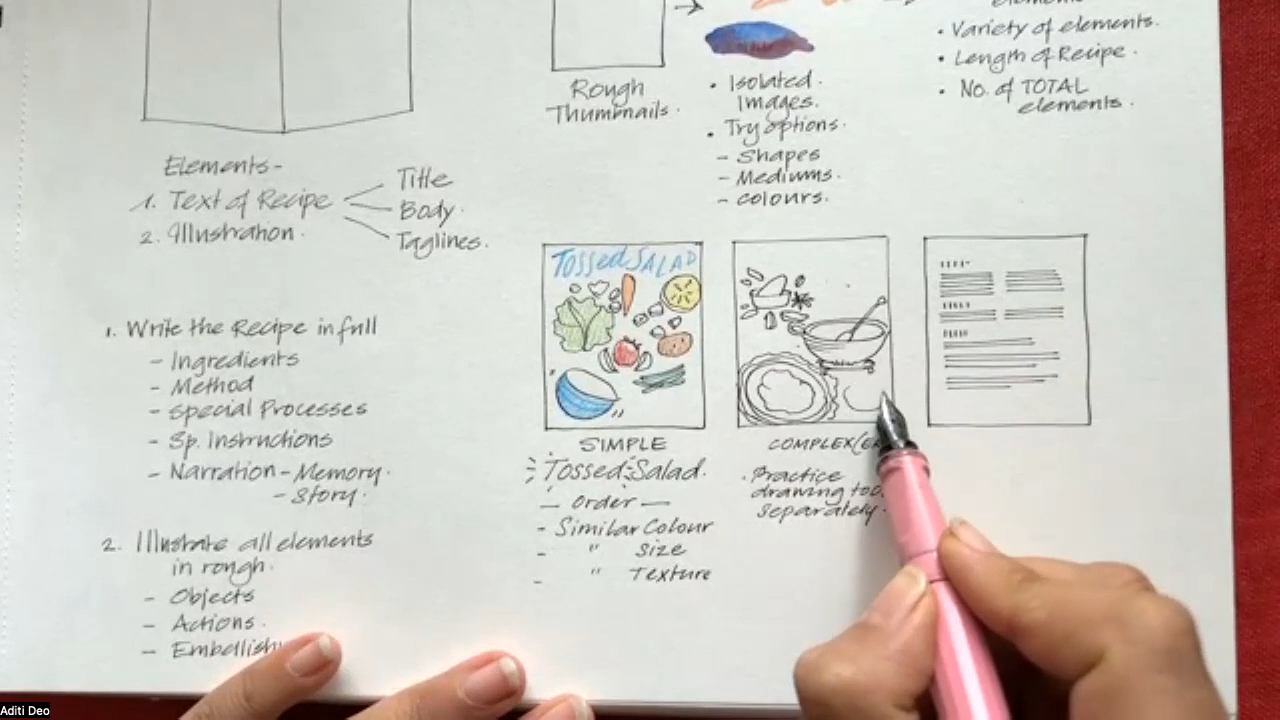 elements.
• Variety of elements.
• Length of Recipe.
• No. of TOTAL
elements.
Rough
Thumbnails.
• Isolated.
Images.
• Try options.
- Shapes
- Mediums.
- colours.
Elements-
1. Text of Recipe
2. Illustration.
Title
Body.
Taglines.
1. Write the Recipe in full
- Ingredients
- Method
- Special Processes
- Sp. Instructions
- Narration - Memory.
- Story.
2. Illustrate all elements
in rough.
- Objects
- Actions.
- Embellish
Tossed SALAD
SIMPLE
Tossed Salad.
- Order -
- Similar Colour
- " Size
- " Texture
COMPLEX
• Practice
drawing
separately.
Aditi Deo